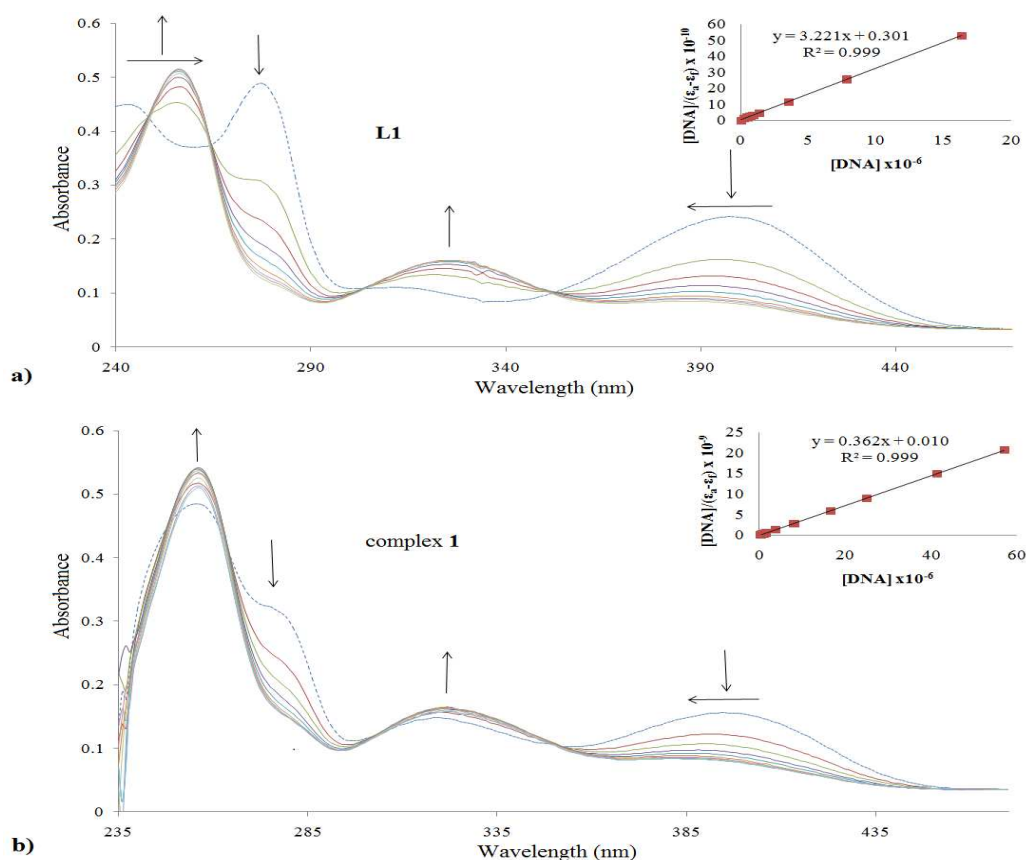 0.6
0.5
0.4
0.3
0.2
0.1
0
Absorbance
240
290
340
390
440
Wavelength (nm)
L1
a)
[DNA]/(εa-εf) x 10-10
60
50
40
30
20
10
0
y = 3.221x + 0.301
R² = 0.999
0
5
10
15
20
[DNA] x10-6
0.6
0.5
0.4
0.3
0.2
0.1
0
Absorbance
235
285
335
385
435
Wavelength (nm)
complex 1
b)
[DNA]/(εa-εf) x 10-9
25
20
15
10
5
0
y = 0.362x + 0.010
R² = 0.999
0
20
40
60
[DNA] x10-6